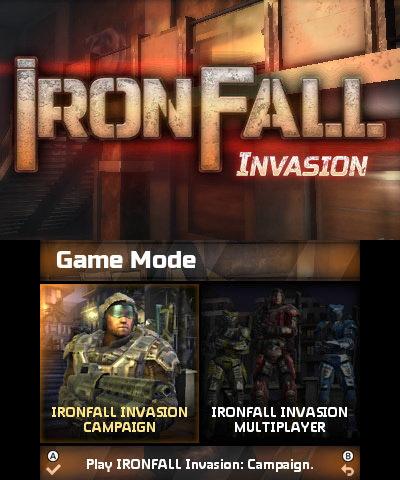 IRONFALL
INVASION
Game Mode
IRONFALL INVASION
CAMPAIGN
IRONFALL INVASION
MULTIPLAYER
A
B
Play IRONFALL Invasion: Campaign.